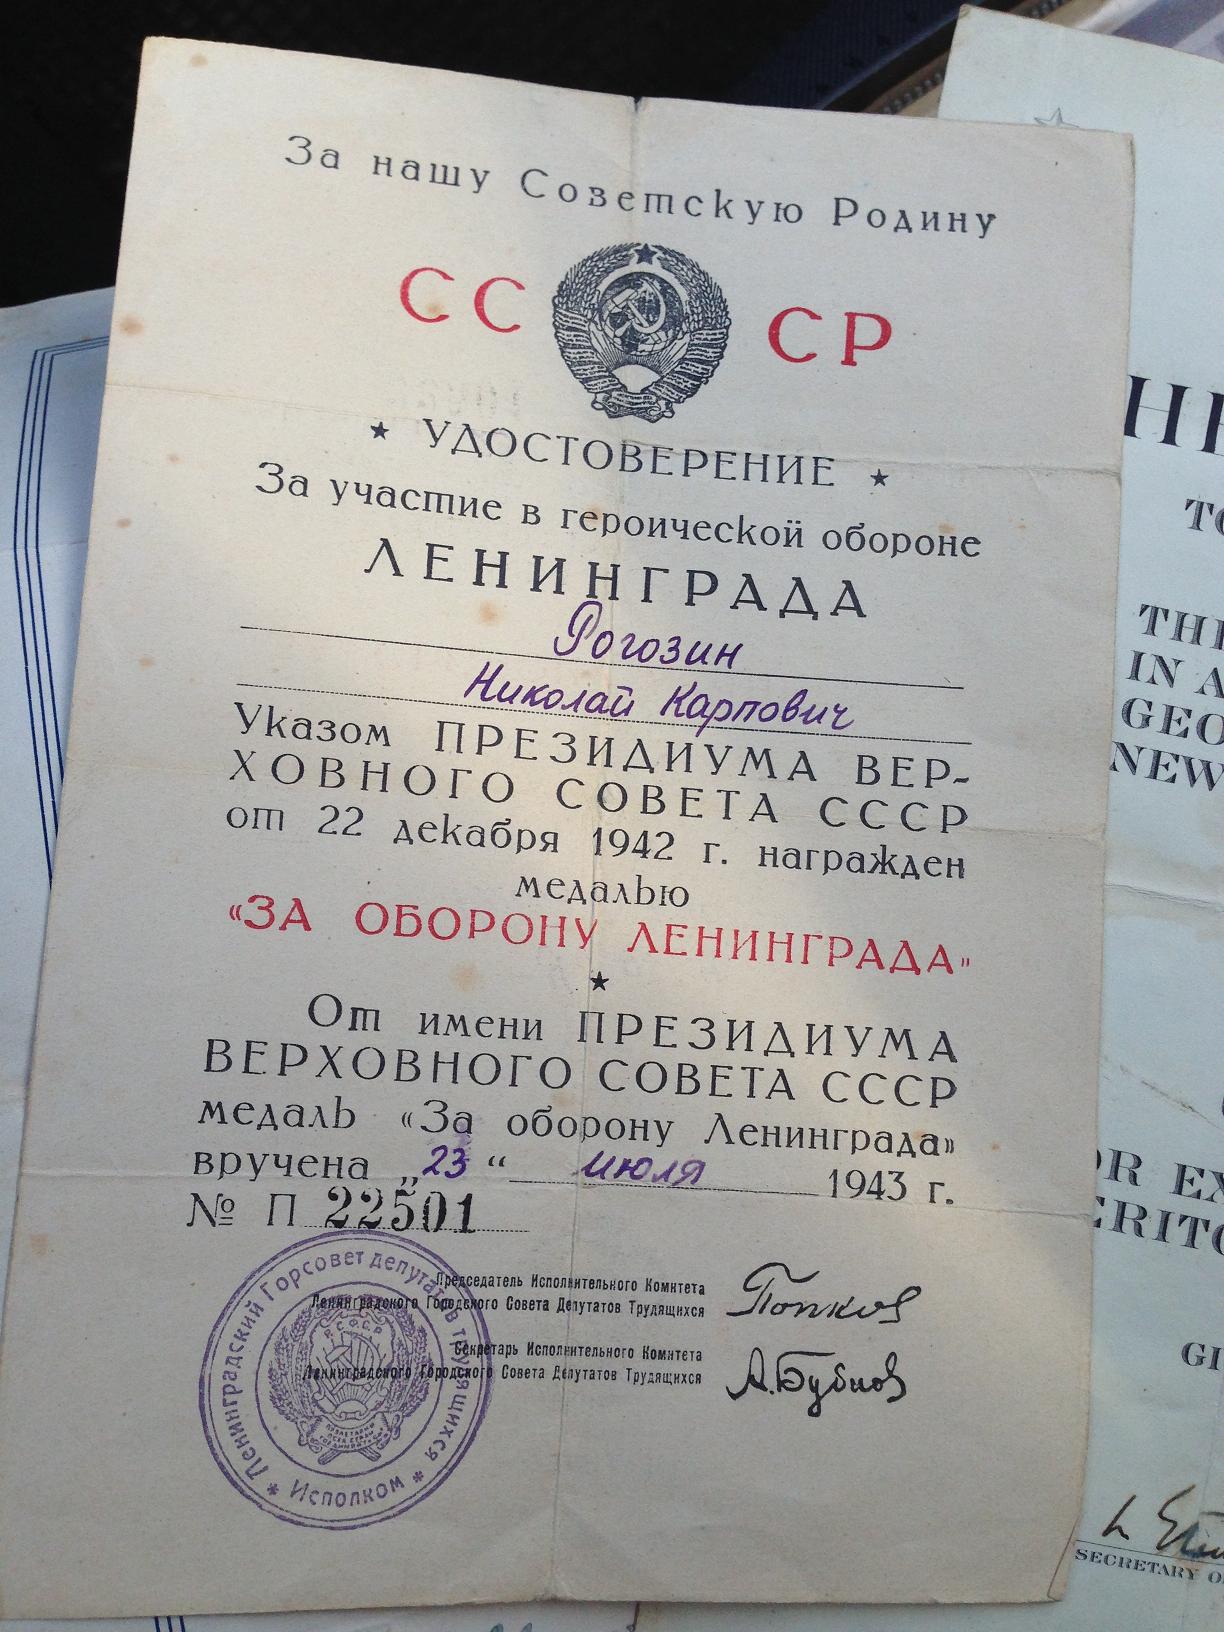 За нашу Советскую Родину
СС СР
★ УДОСТОВЕРЕНИЕ ★
За участие в героической обороне
ЛЕНИНГРАДА
Рогозин
Николай Карпович
Указом ПРЕЗИДИУМА ВЕР-
ХОВНОГО СОВЕТА СССР
от 22 декабря 1942 г. награжден
медалью
«ЗА ОБОРОНУ ЛЕНИНГРАДА»
★
От имени ПРЕЗИДИУМА
ВЕРХОВНОГО СОВЕТА СССР
медаль «За оборону Ленинграда»
вручена „23“ июля 1943 г.
№ П 22501
Председатель Исполнительного Комитета
Ленинградского Городского Совета Депутатов Трудящихся
Попков
Секретарь Исполнительного Комитета
Ленинградского Городского Совета Депутатов Трудящихся
А.Бубнов
* Ленинградский Горсовет депутатов трудящихся * Исполком
Р.С.Ф.С.Р.
HE
TO
THE
IN A
GEO
NEW
OR EX
ERITO
GI
SECRETARY O